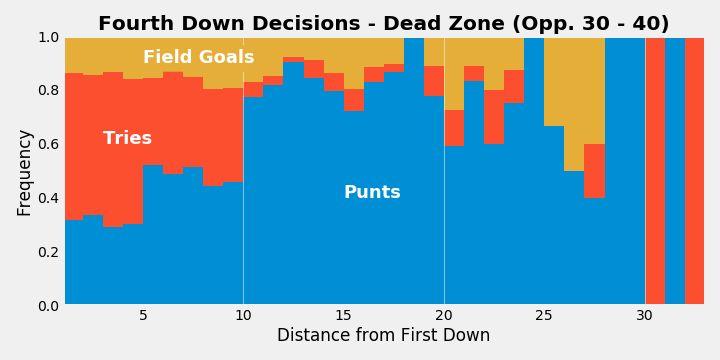 Fourth Down Decisions - Dead Zone (Opp. 30 - 40)
1.0
0.8
0.6
0.4
0.2
0.0
Frequency
Field Goals
Tries
Punts
5 10 15 20 25 30
Distance from First Down